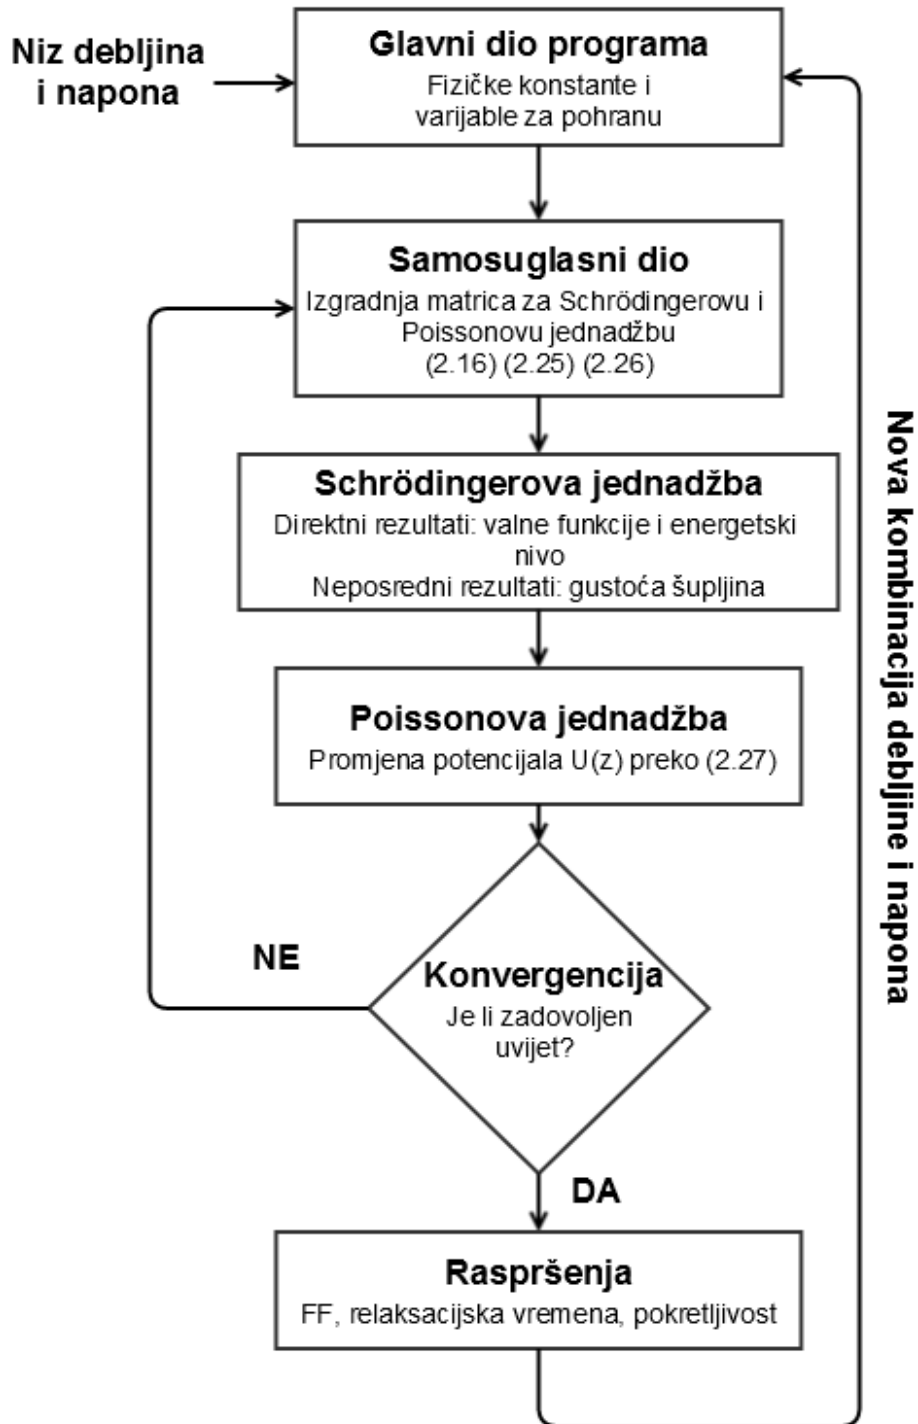 Niz debljina
i napona
Glavni dio programa
Fizičke konstante i
varijable za pohranu
Samosuglasni dio
Izgradnja matrica za Schrödingerovu i
Poissonovu jednadžbu
(2.16) (2.25) (2.26)
Schrödingerova jednadžba
Direktni rezultati: valne funkcije i energetski
nivo
Neposredni rezultati: gustoća šupljina
Poissonova jednadžba
Promjena potencijala U(z) preko (2.27)
Konvergencija
Je li zadovoljen
uvijet?
NE
DA
Raspršenja
FF, relaksacijska vremena, pokretljivost
Nova kombinacija debljine i napona